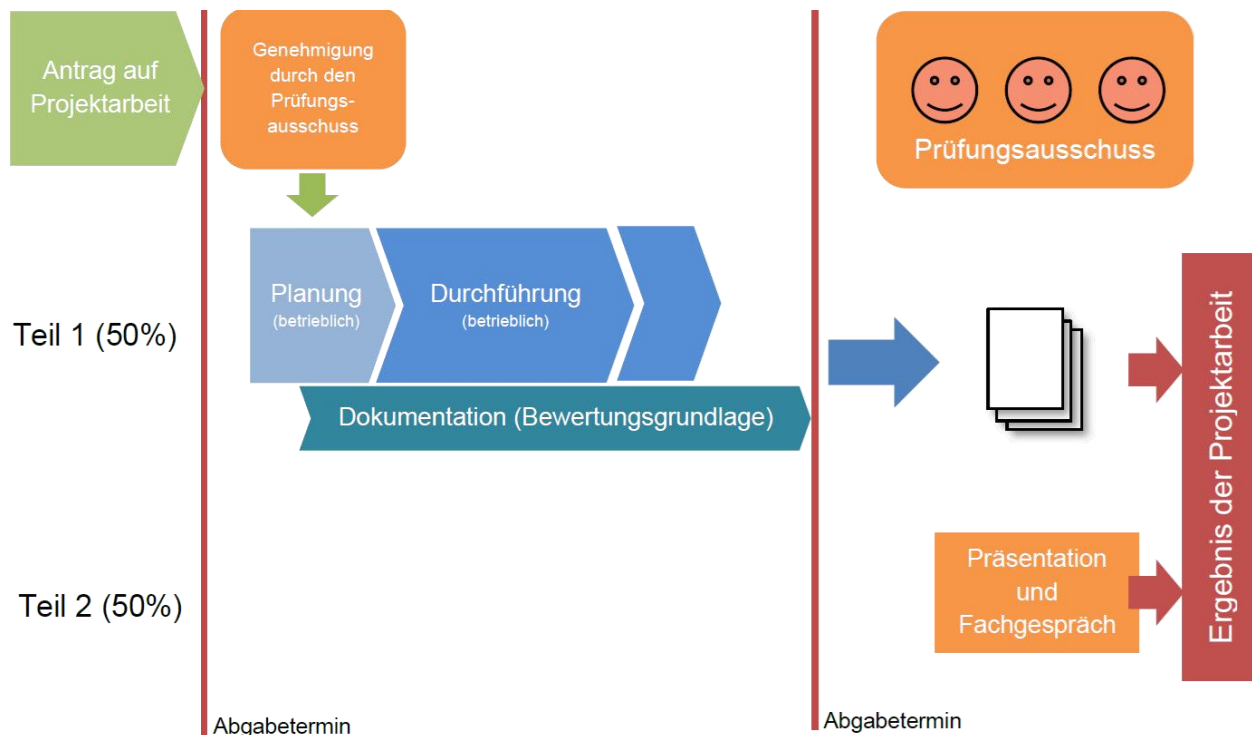 Antrag auf
Projektarbeit
Genehmigung
durch den
Prüfungs-
ausschuss
Prüfungsausschuss
Teil 1 (50%)
Planung
(betrieblich)
Durchführung
(betrieblich)
Dokumentation (Bewertungsgrundlage)
Teil 2 (50%)
Präsentation
und
Fachgespräch
Ergebnis der Projektarbeit
Abgabetermin
Abgabetermin